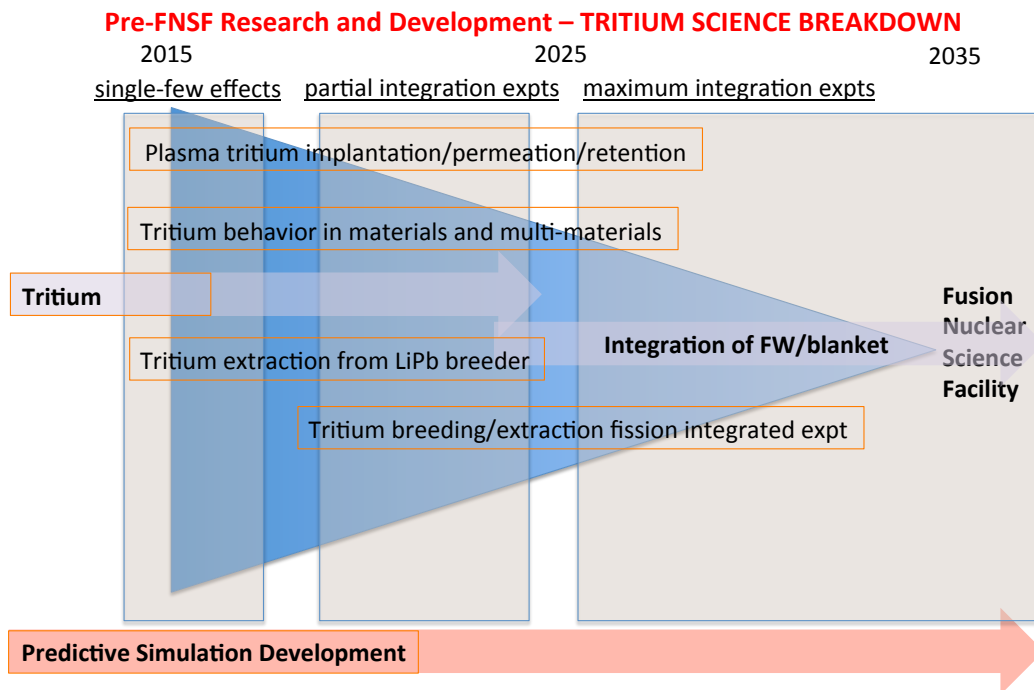 Pre-FNSF Research and Development – TRITIUM SCIENCE BREAKDOWN
2015 2025 2035
single-few effects partial integration expts maximum integration expts
Plasma tritium implantation/permeation/retention
Tritium behavior in materials and multi-materials
Tritium
Tritium extraction from LiPb breeder
Integration of FW/blanket
Fusion
Nuclear
Science
Facility
Tritium breeding/extraction fission integrated expt
Predictive Simulation Development